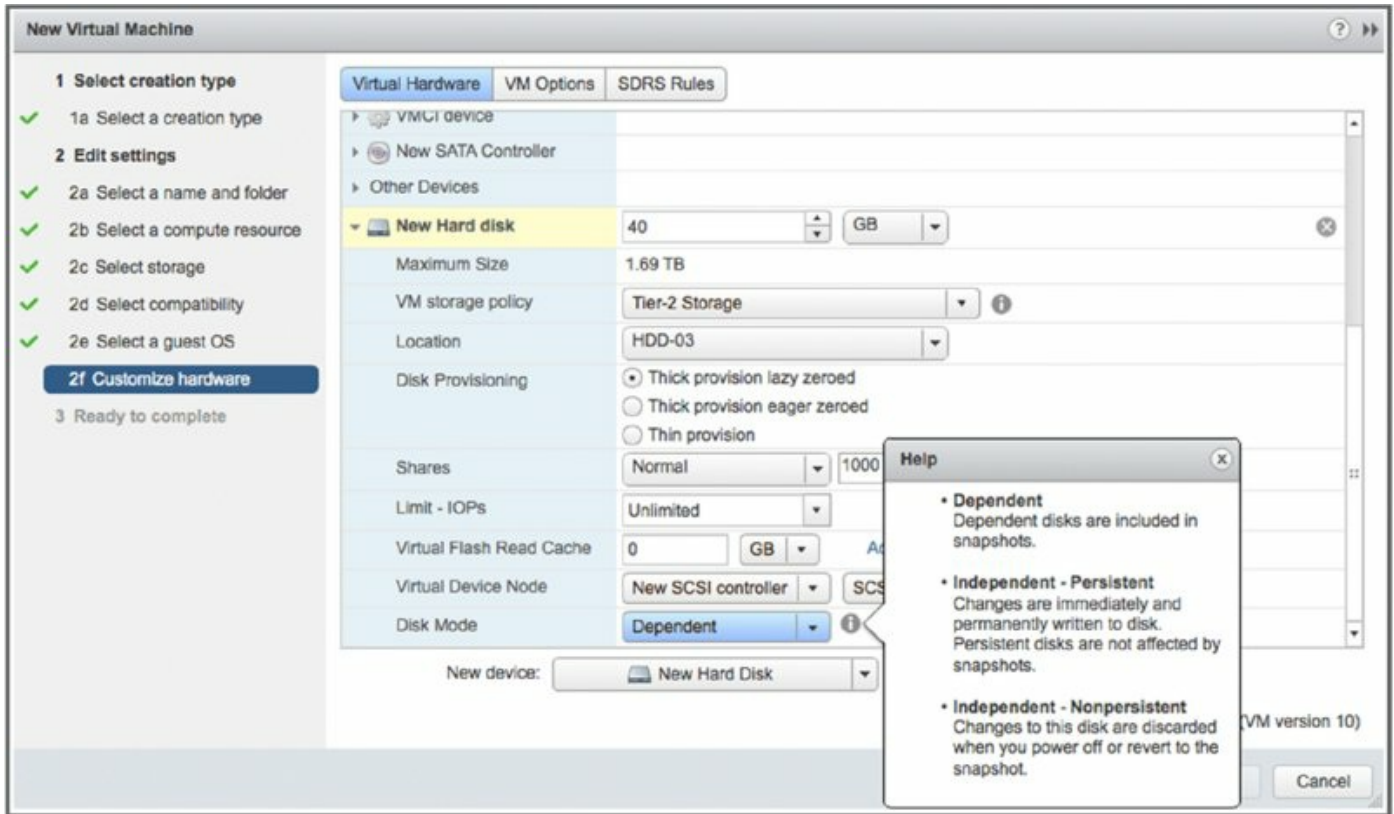 New Virtual Machine
1 Select creation type
1a Select a creation type
2 Edit settings
2a Select a name and folder
2b Select a compute resource
2c Select storage
2d Select compatibility
2e Select a guest OS
2f Customize hardware
3 Ready to complete
Virtual Hardware VM Options SDRS Rules
VMCI device
New SATA Controller
Other Devices
New Hard disk 40 GB
Maximum Size 1.69 TB
VM storage policy Tier-2 Storage
Location HDD-03
Disk Provisioning Thick provision lazy zeroed
Thick provision eager zeroed
Thin provision
Shares Normal 1000
Limit - IOPs Unlimited
Virtual Flash Read Cache 0 GB
Virtual Device Node New SCSI controller
Disk Mode Dependent
New device: New Hard Disk
Help
• Dependent
Dependent disks are included in
snapshots.
• Independent - Persistent
Changes are immediately and
permanently written to disk.
Persistent disks are not affected by
snapshots.
• Independent - Nonpersistent
Changes to this disk are discarded
when you power off or revert to the
snapshot.
(VM version 10)
Cancel